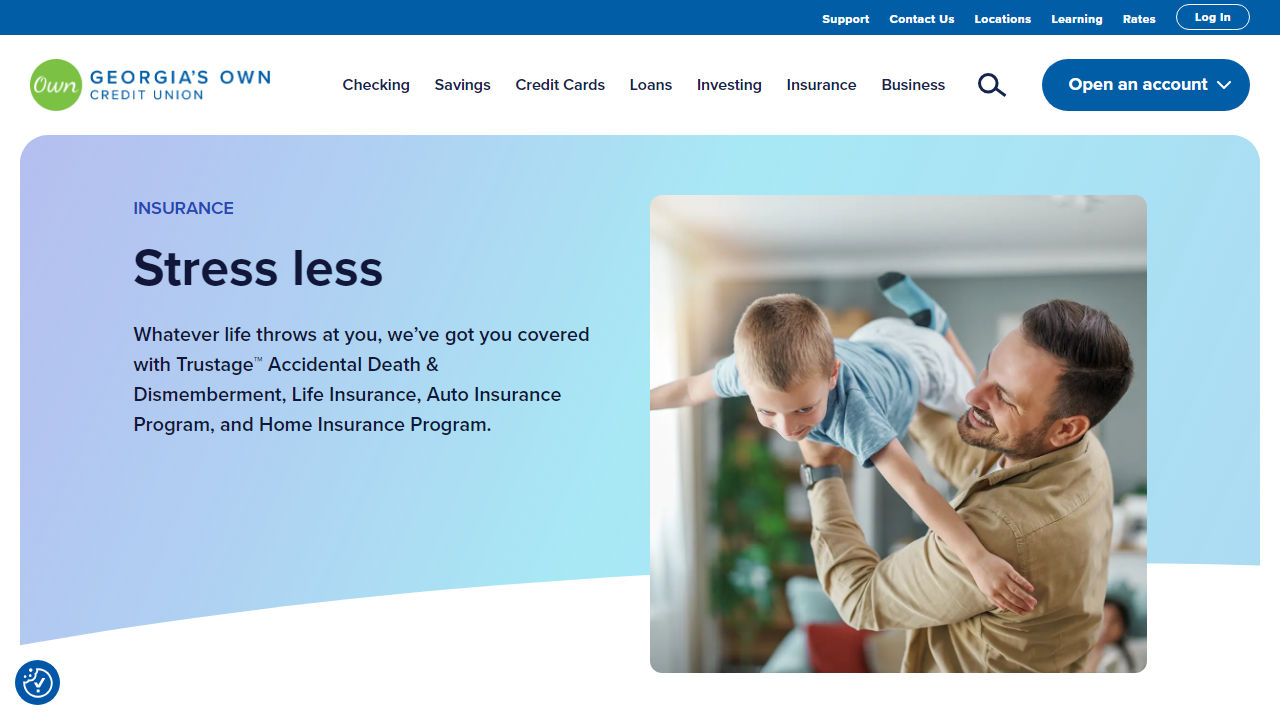 Support Contact Us Locations Learning Rates Log In
Own GEORGIA'S OWN
CREDIT UNION
Checking Savings Credit Cards Loans Investing Insurance Business Open an account
INSURANCE
Stress less
Whatever life throws at you, we’ve got you covered
with Trustage™ Accidental Death &
Dismemberment, Life Insurance, Auto Insurance
Program, and Home Insurance Program.